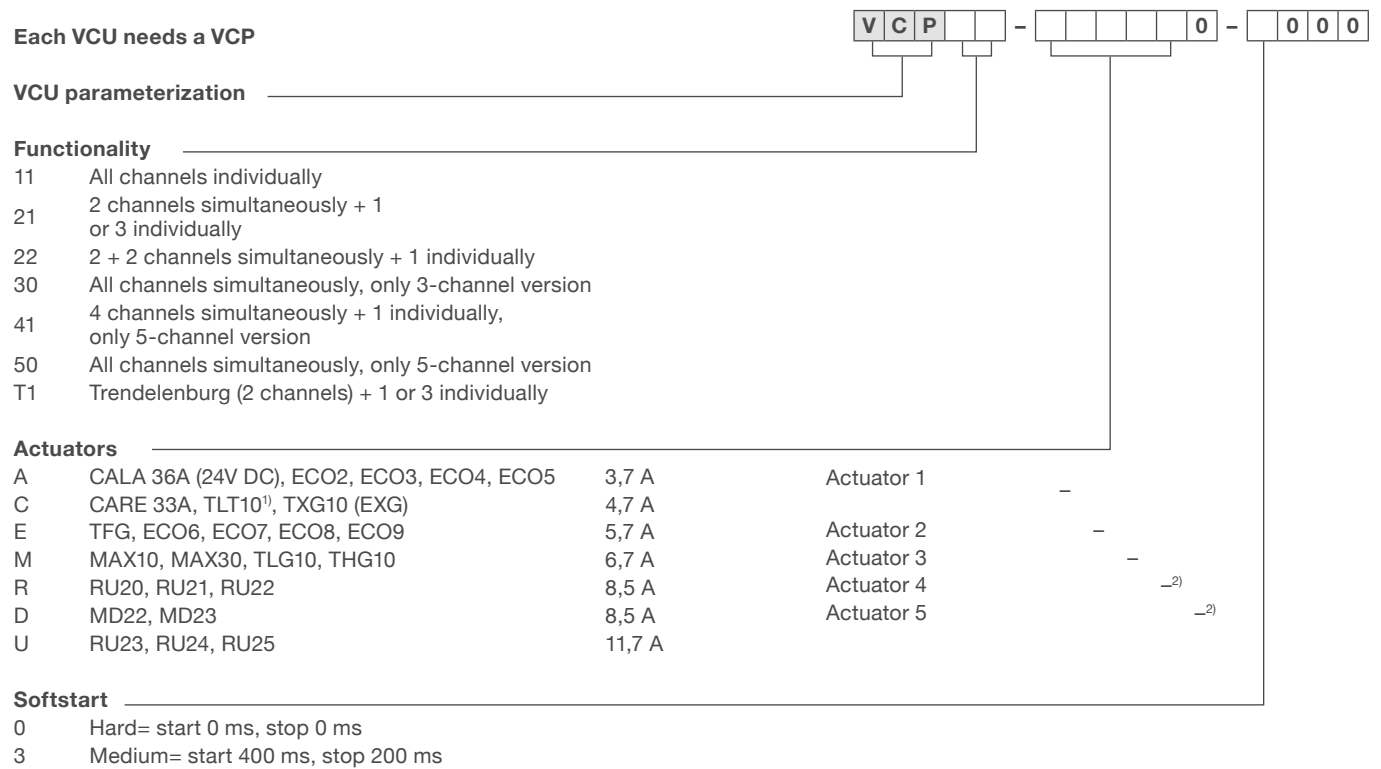 Each VCU needs a VCP
V C P – 0 – 0 0 0
VCU parameterization
Functionality
11 All channels individually
21 2 channels simultaneously + 1
or 3 individually
22 2 + 2 channels simultaneously + 1 individually
30 All channels simultaneously, only 3-channel version
41 4 channels simultaneously + 1 individually,
only 5-channel version
50 All channels simultaneously, only 5-channel version
T1 Trendelenburg (2 channels) + 1 or 3 individually
Actuators
A CALA 36A (24V DC), ECO2, ECO3, ECO4, ECO5 3,7 A Actuator 1 –
C CARE 33A, TLT10¹⁾, TXG10 (EXG) 4,7 A
E TFG, ECO6, ECO7, ECO8, ECO9 5,7 A Actuator 2 –
M MAX10, MAX30, TLG10, THG10 6,7 A Actuator 3 –
R RU20, RU21, RU22 8,5 A Actuator 4 –²⁾
D MD22, MD23 8,5 A Actuator 5 –²⁾
U RU23, RU24, RU25 11,7 A
Softstart
0 Hard= start 0 ms, stop 0 ms
3 Medium= start 400 ms, stop 200 ms